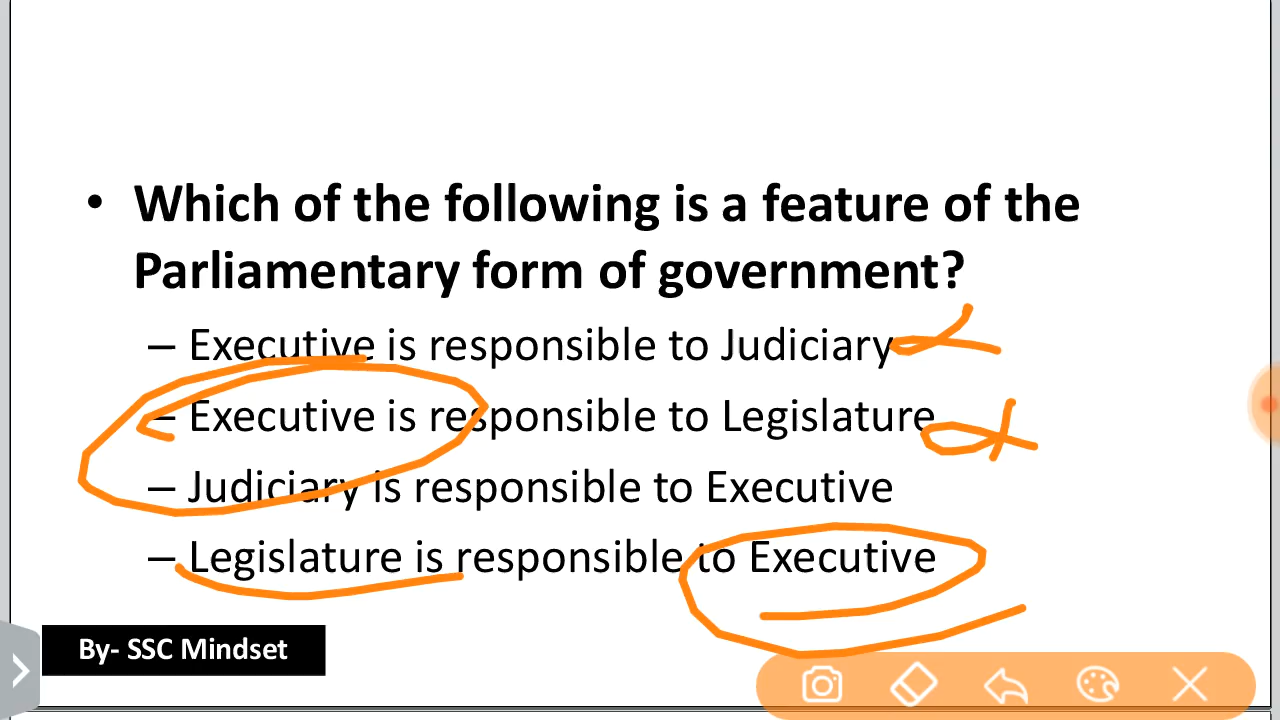 • Which of the following is a feature of the
Parliamentary form of government?
– Executive is responsible to Judiciary
– Executive is responsible to Legislature
– Judiciary is responsible to Executive
– Legislature is responsible to Executive
By- SSC Mindset